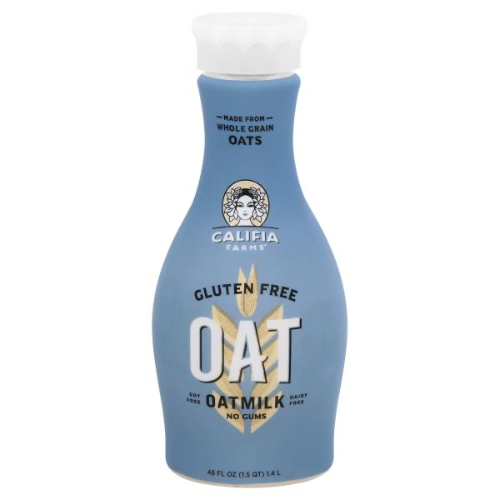 MADE FROM
WHOLE GRAIN
OATS
CALIFIA
FARMS
GLUTEN FREE
OAT
SOY FREE
OATMILK
DAIRY FREE
NO GUMS
48 FL OZ (1.5 QT) 1.4 L